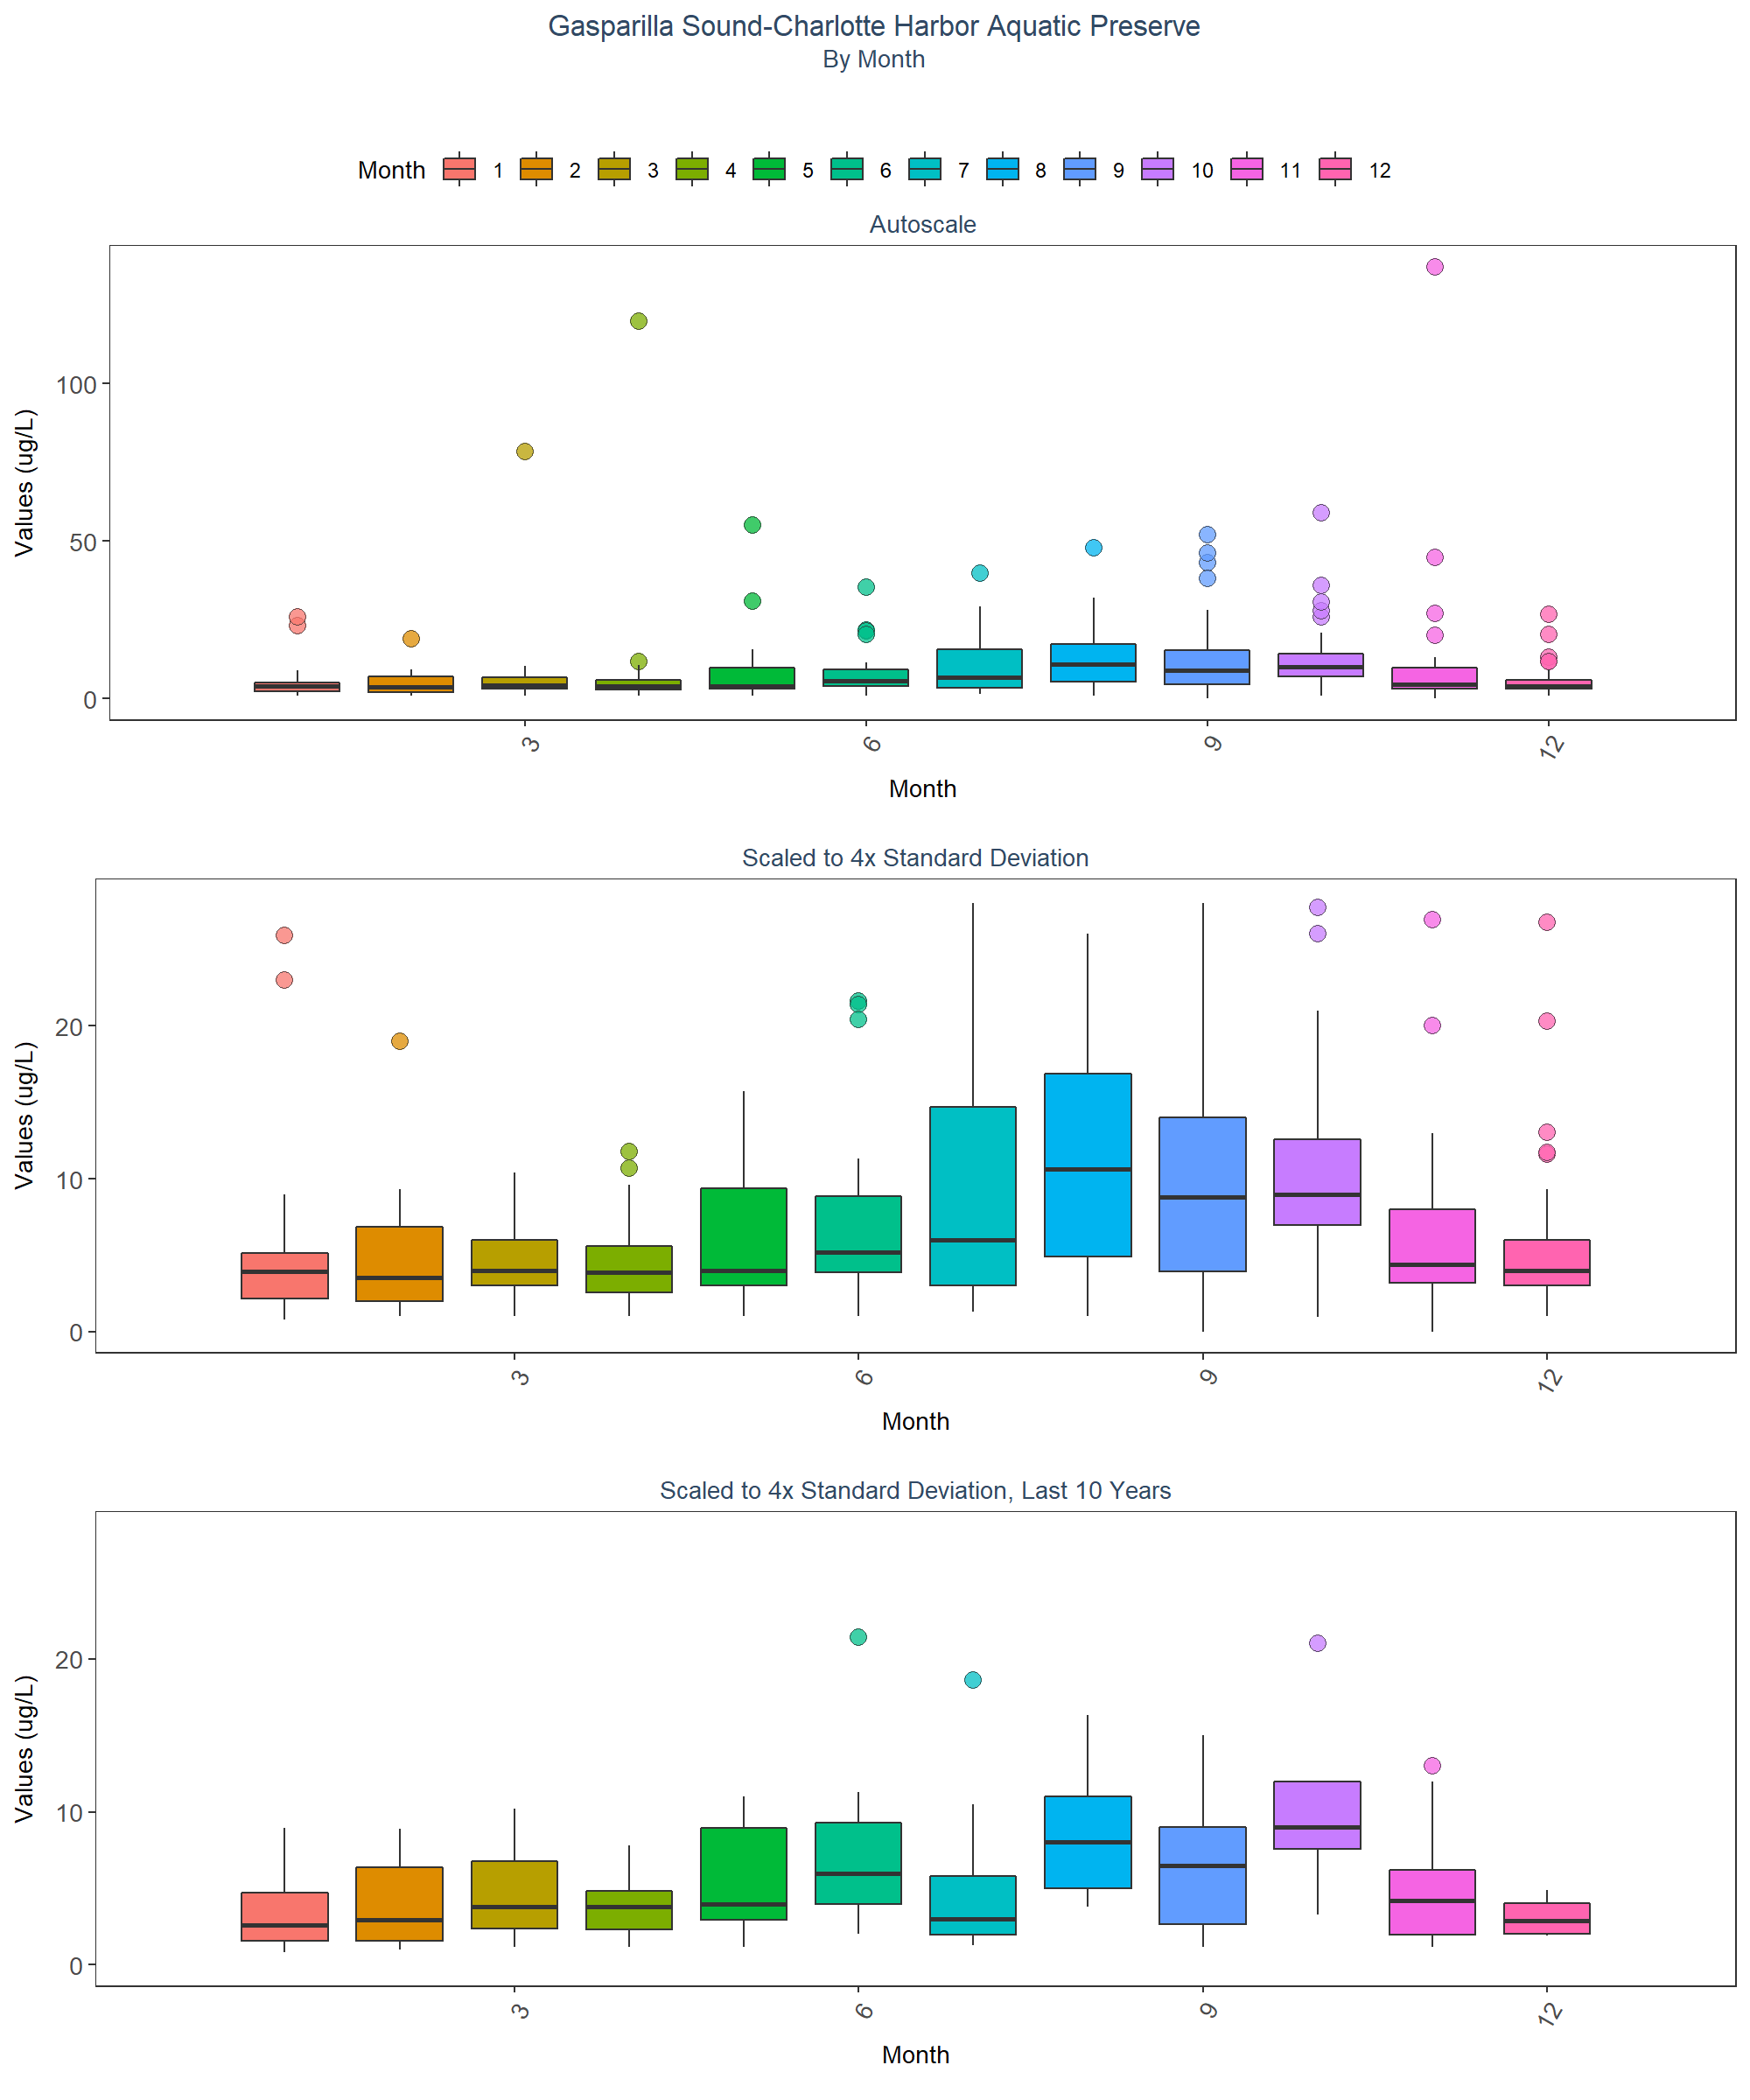 Gasparilla Sound-Charlotte Harbor Aquatic Preserve
By Month
Month 1 2 3 4 5 6 7 8 9 10 11 12
Autoscale
Values (ug/L)
100
50
0
3 6 9 12
Month
Scaled to 4x Standard Deviation
Values (ug/L)
20
10
0
3 6 9 12
Month
Scaled to 4x Standard Deviation, Last 10 Years
Values (ug/L)
20
10
0
3 6 9 12
Month